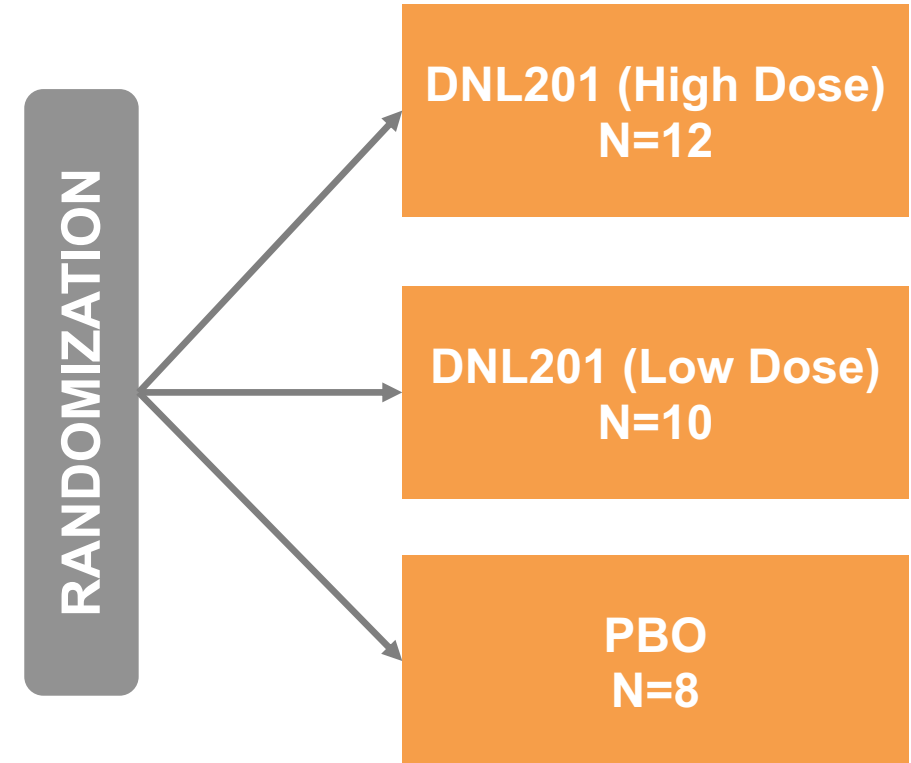 RANDOMIZATION
DNL201 (High Dose)
N=12
DNL201 (Low Dose)
N=10
PBO
N=8